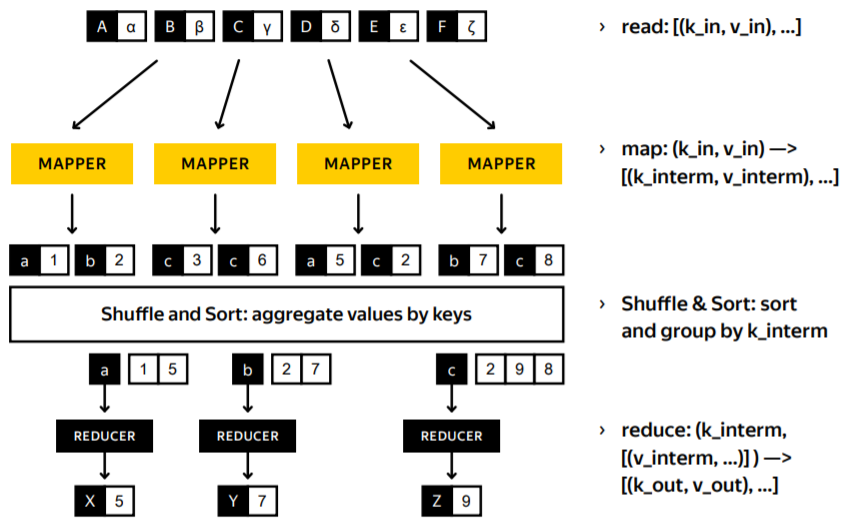 A α B β C γ D δ E ε F ζ
› read: [(k_in, v_in), ...]
MAPPER MAPPER MAPPER MAPPER
› map: (k_in, v_in) —>
[(k_interm, v_interm), ...]
a 1 b 2 c 3 c 6 a 5 c 2 b 7 c 8
Shuffle and Sort: aggregate values by keys
› Shuffle & Sort: sort
and group by k_interm
a 1 5 b 2 7 c 2 9 8
REDUCER REDUCER REDUCER
› reduce: (k_interm,
[(v_interm, ...)] ) —>
[(k_out, v_out), ...]
X 5 Y 7 Z 9